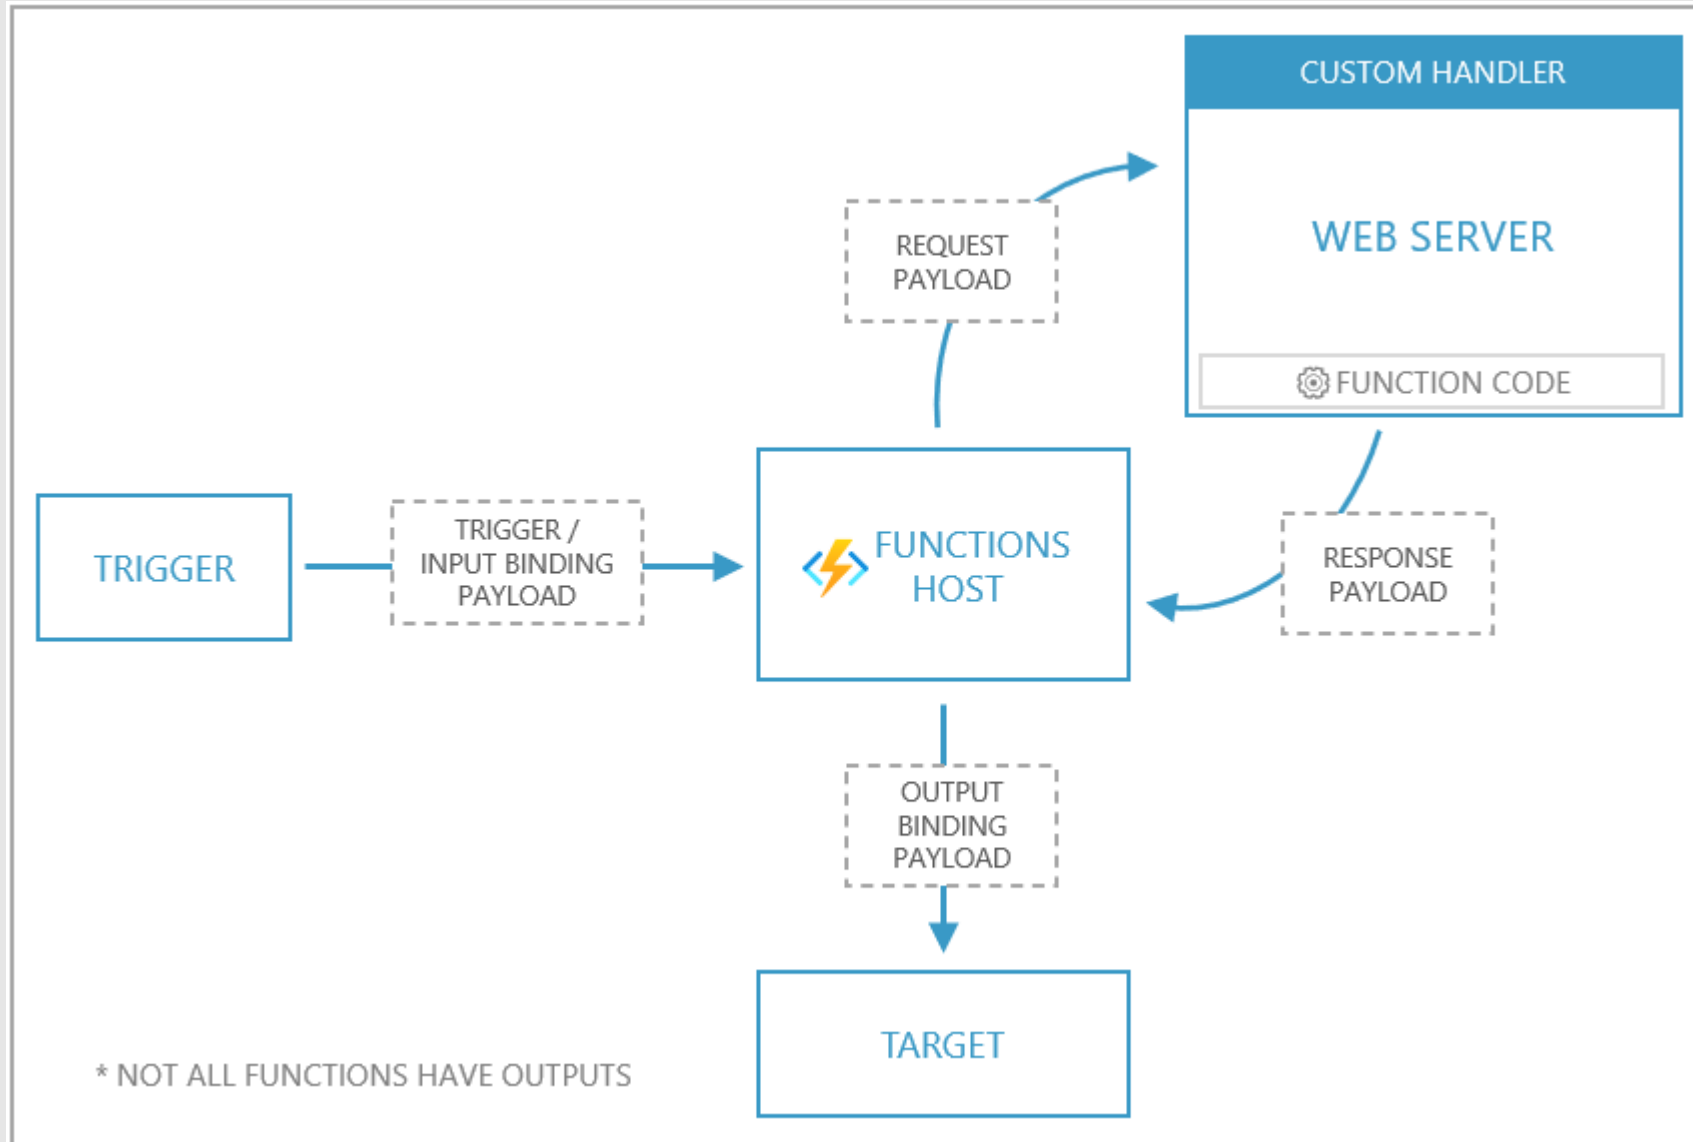 CUSTOM HANDLER
WEB SERVER
FUNCTION CODE
REQUEST
PAYLOAD
TRIGGER
TRIGGER /
INPUT BINDING
PAYLOAD
FUNCTIONS
HOST
RESPONSE
PAYLOAD
OUTPUT
BINDING
PAYLOAD
TARGET
* NOT ALL FUNCTIONS HAVE OUTPUTS